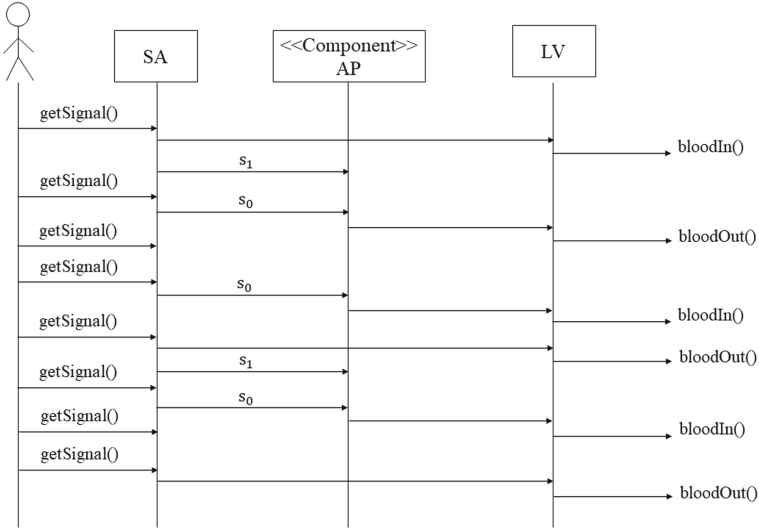 SA
<<Component>>
AP
LV
getSignal()
bloodIn()
s₁
getSignal()
s₀
getSignal()
bloodOut()
getSignal()
s₀
bloodIn()
getSignal()
bloodOut()
s₁
getSignal()
s₀
getSignal()
bloodIn()
getSignal()
bloodOut()